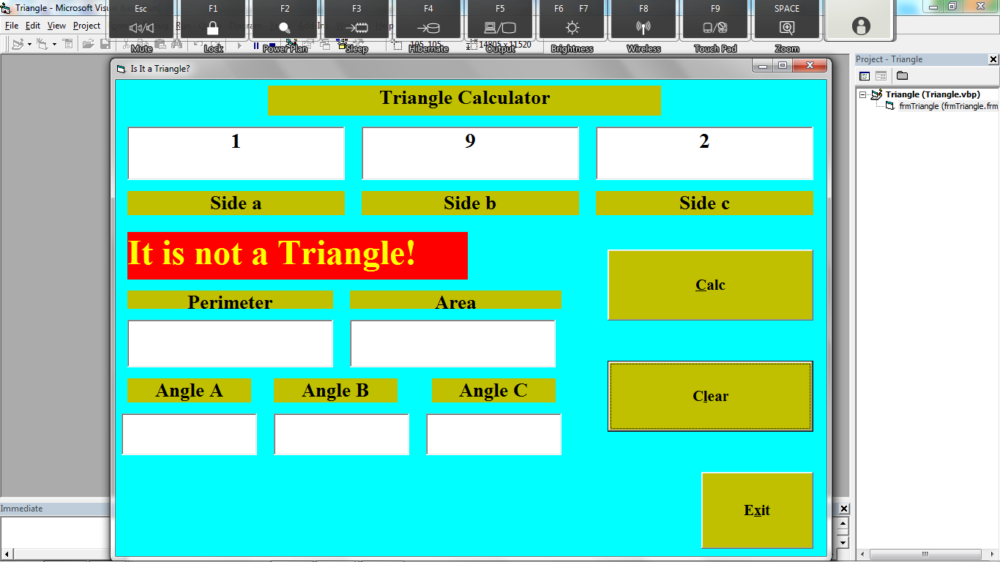 Triangle - Microsoft Visual Bas
Esc F1 F2 F3 F4 F5 F6 F7 F8 F9 SPACE
File Edit View Project
Mute Lock Power Plan Sleep Hibernate Output Brightness Wireless Touch Pad Zoom
105, 105 14805 x 11520
Project - Triangle
Is It a Triangle?
Triangle (Triangle.vbp)
frmTriangle (frmTriangle.frm
Triangle Calculator
1 9 2
Side a Side b Side c
It is not a Triangle!
Calc
Perimeter Area
Angle A Angle B Angle C
Clear
Immediate
Exit